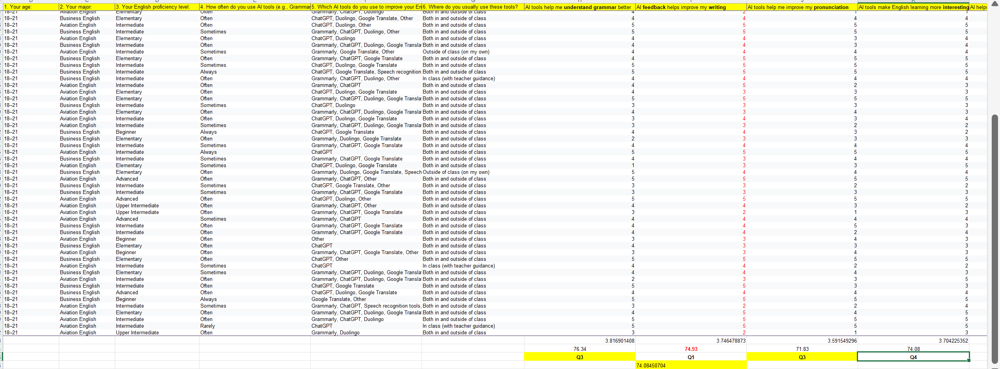 1. Your age: 2. Your major: 3. Your English proficiency level: 4. How often do you use AI tools (e.g., Grammar 5. Which AI tools do you use to improve your En 6. Where do you usually use these tools? AI tools help me understand grammar better AI feedback helps improve my writing AI tools help me improve my pronunciation AI tools make English learning more interesting AI helps
18–21 Aviation English Elementary Often Grammarly, ChatGPT, Duolingo Both in and outside of class 4 2 1 1
18–21 Business English Elementary Often ChatGPT, Duolingo, Google Translate, Other Both in and outside of class 4 4 4 4
18–21 Aviation English Intermediate Often ChatGPT, Duolingo, Other Both in and outside of class 5 5 5 5
18–21 Business English Intermediate Sometimes Grammarly, ChatGPT, Duolingo, Other Both in and outside of class 5 5 5 5
18–21 Aviation English Elementary Often ChatGPT, Duolingo Both in and outside of class 4 4 3 4
18–21 Business English Intermediate Often Grammarly, ChatGPT, Duolingo, Google Transla Both in and outside of class 4 4 3 4
18–21 Aviation English Intermediate Sometimes Grammarly, Google Translate, Other Outside of class (on my own) 4 4 4 4
18–21 Business English Elementary Often Grammarly, ChatGPT, Google Translate Both in and outside of class 4 5 5 5
18–21 Business English Intermediate Sometimes ChatGPT, Duolingo, Google Translate Both in and outside of class 5 5 5 5
18–21 Business English Intermediate Always ChatGPT, Google Translate, Speech recognition Both in and outside of class 5 5 5 5
18–21 Business English Intermediate Often Grammarly, ChatGPT, Duolingo, Other In class (with teacher guidance) 4 4 4 4
18–21 Aviation English Intermediate Often Grammarly, ChatGPT Both in and outside of class 4 5 2 3
18–21 Aviation English Elementary Often ChatGPT, Duolingo, Google Translate Both in and outside of class 4 3 3 3
18–21 Aviation English Elementary Often Grammarly, ChatGPT, Duolingo, Google Transla Both in and outside of class 5 5 5 5
18–21 Business English Intermediate Sometimes ChatGPT, Duolingo Both in and outside of class 3 3 3 3
18–21 Aviation English Elementary Often Grammarly, ChatGPT, Duolingo, Google Transla Both in and outside of class 4 3 4 3
18–21 Aviation English Intermediate Often ChatGPT, Duolingo, Google Translate Both in and outside of class 3 4 3 4
18–21 Aviation English Intermediate Sometimes Grammarly, ChatGPT, Duolingo, Google Transla Both in and outside of class 3 3 2 2
18–21 Business English Beginner Always ChatGPT, Google Translate Both in and outside of class 4 4 3 2
18–21 Business English Elementary Often Grammarly, Duolingo, Google Translate Both in and outside of class 2 3 3 3
18–21 Business English Intermediate Sometimes Grammarly, ChatGPT, Google Translate Both in and outside of class 4 4 4 4
18–21 Aviation English Intermediate Always ChatGPT Both in and outside of class 5 5 5 5
18–21 Business English Intermediate Sometimes Grammarly, ChatGPT, Google Translate Both in and outside of class 4 3 4 4
18–21 Aviation English Elementary Sometimes ChatGPT, Duolingo, Google Translate Both in and outside of class 1 3 3 5
18–21 Business English Elementary Often Grammarly, Duolingo, Google Translate, Speech Outside of class (on my own) 5 4 4 4
18–21 Aviation English Advanced Often Grammarly, ChatGPT, Other Both in and outside of class 5 5 5 5
18–21 Business English Intermediate Sometimes ChatGPT, Google Translate, Other Both in and outside of class 3 3 2 2
18–21 Business English Intermediate Sometimes Grammarly, ChatGPT, Google Translate Both in and outside of class 3 3 3 3
18–21 Aviation English Advanced Often ChatGPT, Duolingo, Other Both in and outside of class 5 5 5 5
18–21 Aviation English Upper Intermediate Often Grammarly, ChatGPT, Other Both in and outside of class 4 4 3 2
18–21 Aviation English Upper Intermediate Often Grammarly, ChatGPT, Google Translate Both in and outside of class 3 2 1 3
18–21 Aviation English Advanced Sometimes Grammarly, ChatGPT Both in and outside of class 4 4 4 4
18–21 Business English Intermediate Often Grammarly, ChatGPT, Google Translate Both in and outside of class 4 4 5 3
18–21 Business English Intermediate Often Grammarly, ChatGPT, Google Translate Both in and outside of class 4 4 2 4
18–21 Aviation English Beginner Often Other Both in and outside of class 3 3 4 3
18–21 Business English Elementary Often ChatGPT Both in and outside of class 4 3 3 3
18–21 Aviation English Beginner Often Grammarly, ChatGPT, Google Translate, Other Both in and outside of class 3 3 4 3
18–21 Business English Elementary Often ChatGPT, Other Both in and outside of class 5 5 5 5
18–21 Aviation English Intermediate Sometimes ChatGPT In class (with teacher guidance) 4 4 2 2
18–21 Business English Elementary Sometimes Grammarly, ChatGPT, Duolingo, Google Transla Both in and outside of class 4 4 4 3
18–21 Aviation English Intermediate Often Grammarly, ChatGPT, Duolingo, Google Transla Both in and outside of class 2 3 3 5
18–21 Business English Intermediate Often ChatGPT, Google Translate Both in and outside of class 5 5 3 3
18–21 Business English Advanced Often ChatGPT, Duolingo, Google Translate Both in and outside of class 4 4 4 4
18–21 Business English Beginner Always Google Translate, Other Both in and outside of class 5 5 5 5
18–21 Aviation English Intermediate Sometimes Grammarly, ChatGPT, Speech recognition tools, Both in and outside of class 3 2 2 4
18–21 Aviation English Elementary Often Grammarly, ChatGPT, Duolingo, Google Transla Both in and outside of class 4 5 4 5
18–21 Aviation English Intermediate Often Grammarly, ChatGPT, Duolingo Both in and outside of class 5 5 5 5
18–21 Aviation English Intermediate Rarely ChatGPT In class (with teacher guidance) 5 5 5 5
18–21 Aviation English Upper Intermediate Often Grammarly, Duolingo Both in and outside of class 3 2 1 3
3.816901408 3.746478873 3.591549296 3.704225352
76.34 74.93 71.83 74.08
Q3 Q1 Q3 Q4
74.08450704